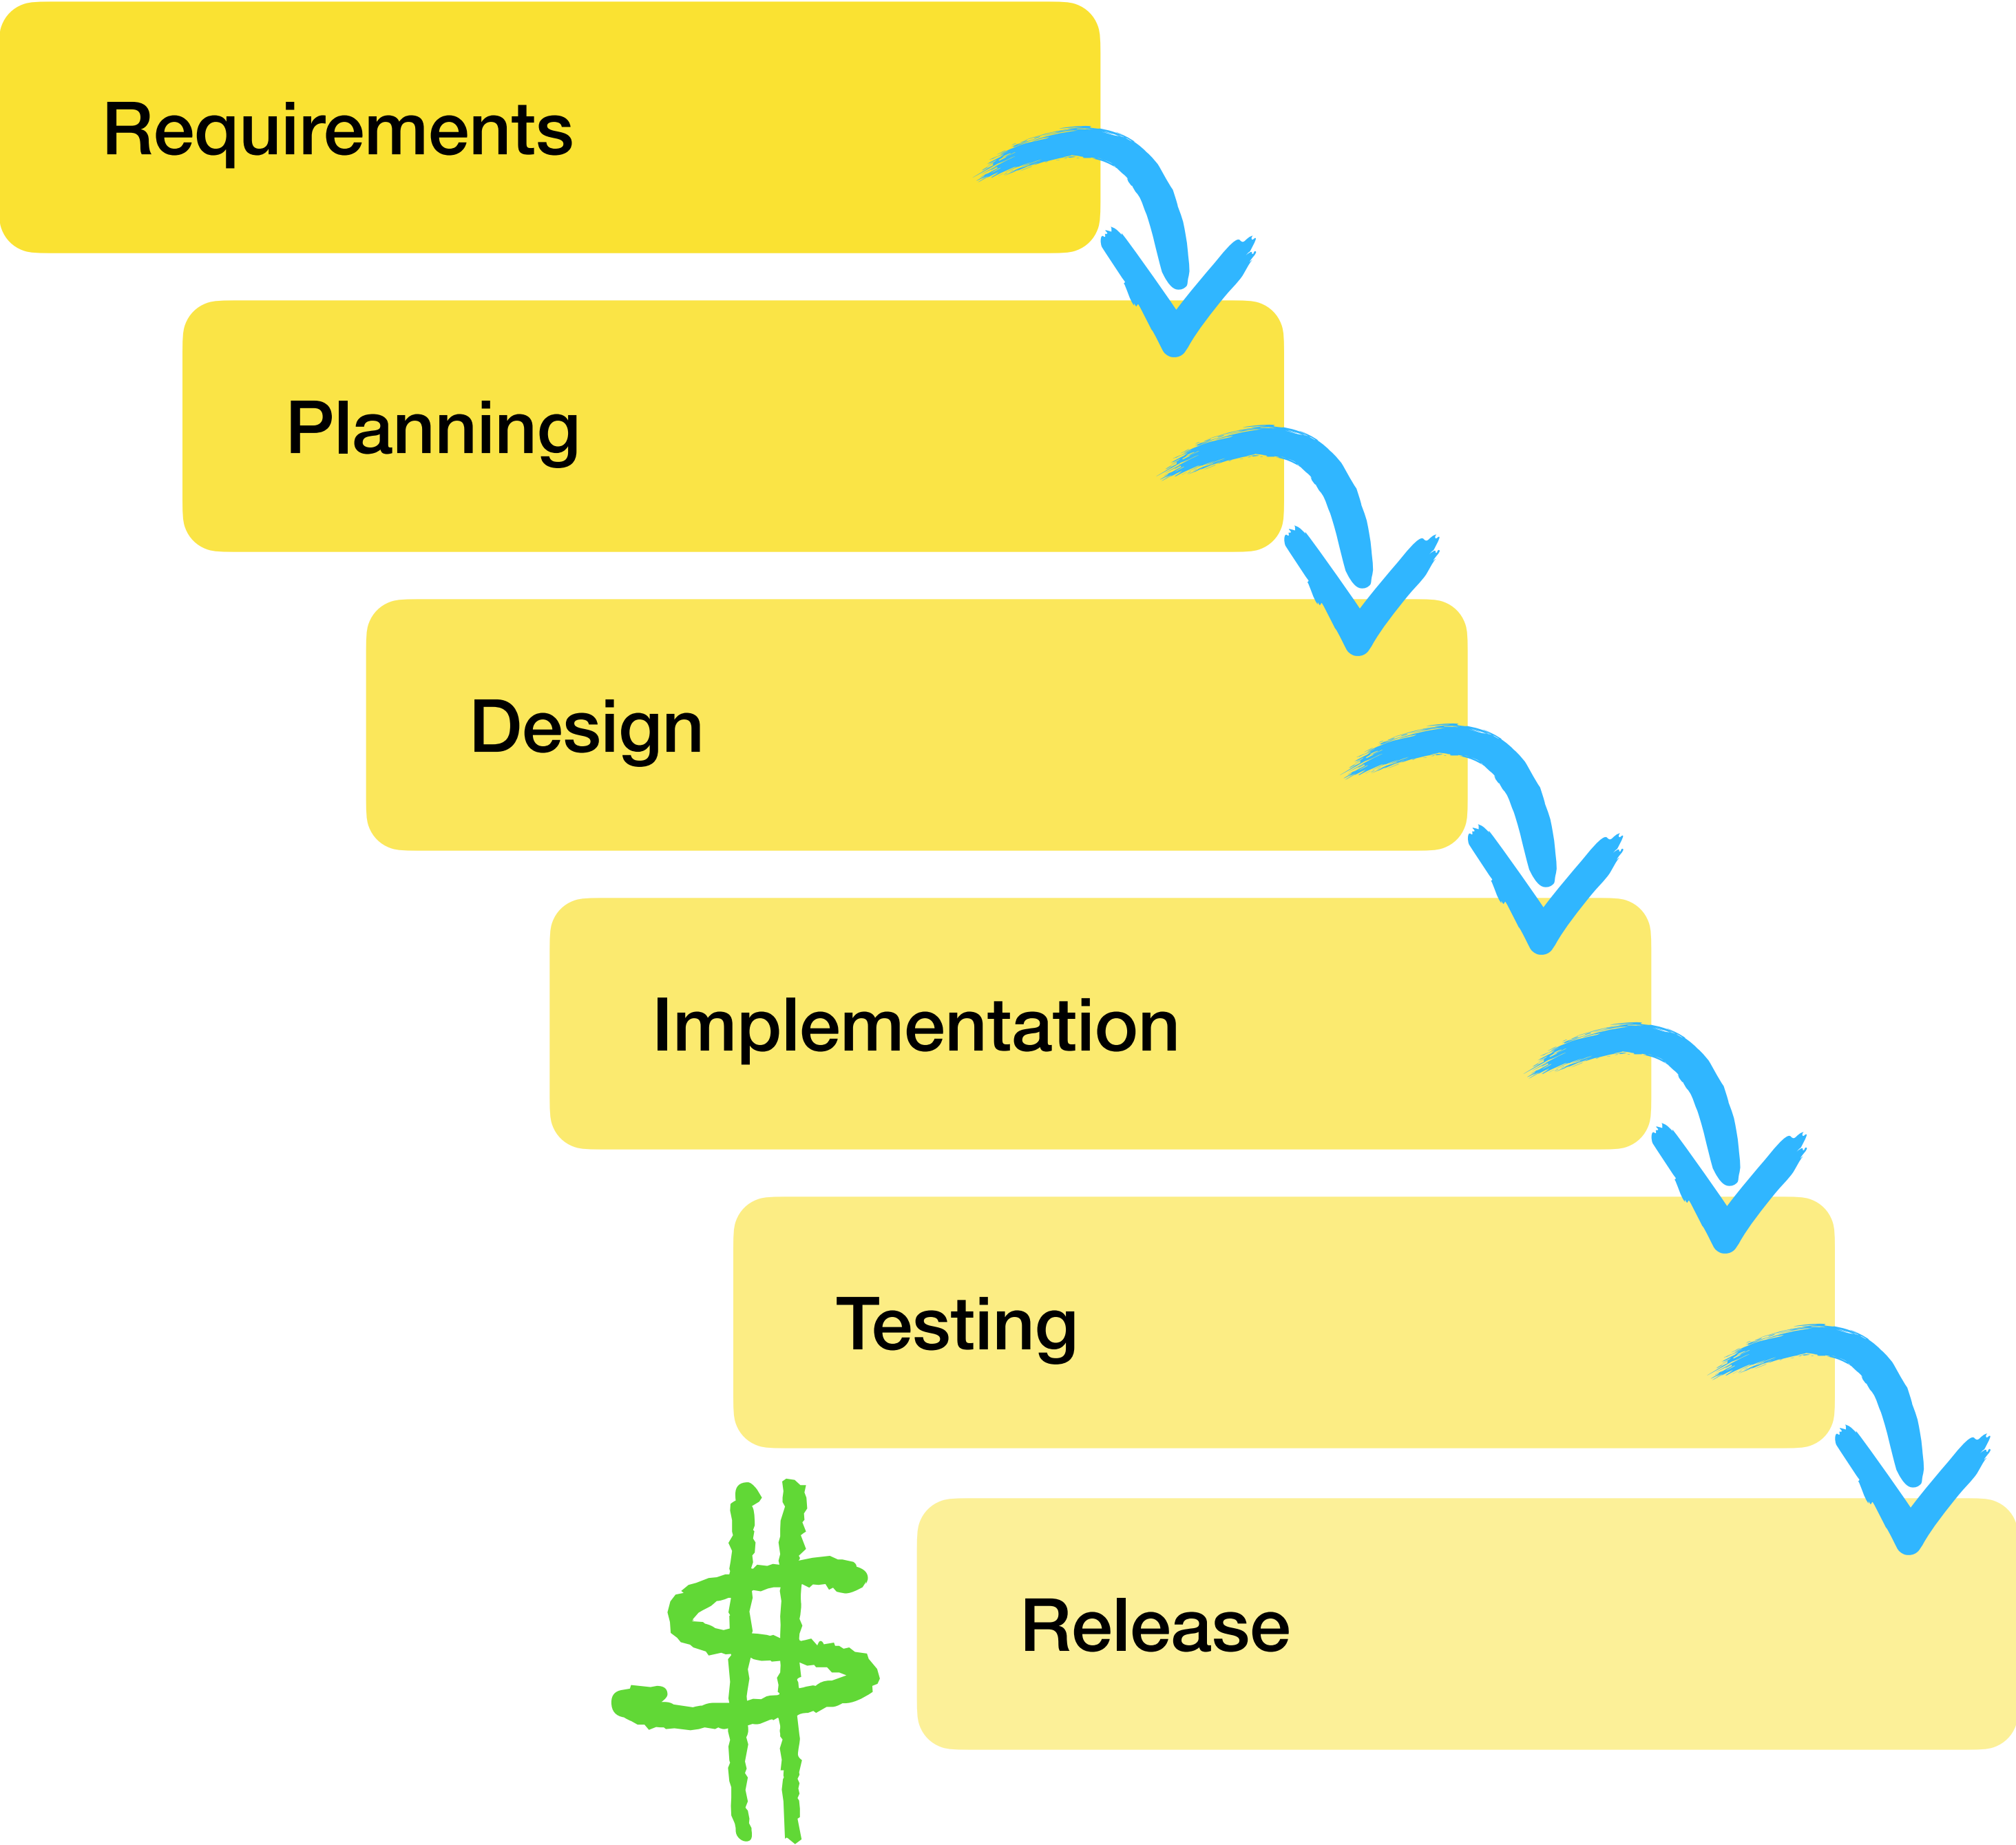 Requirements
Planning
Design
Implementation
Testing
$
Release